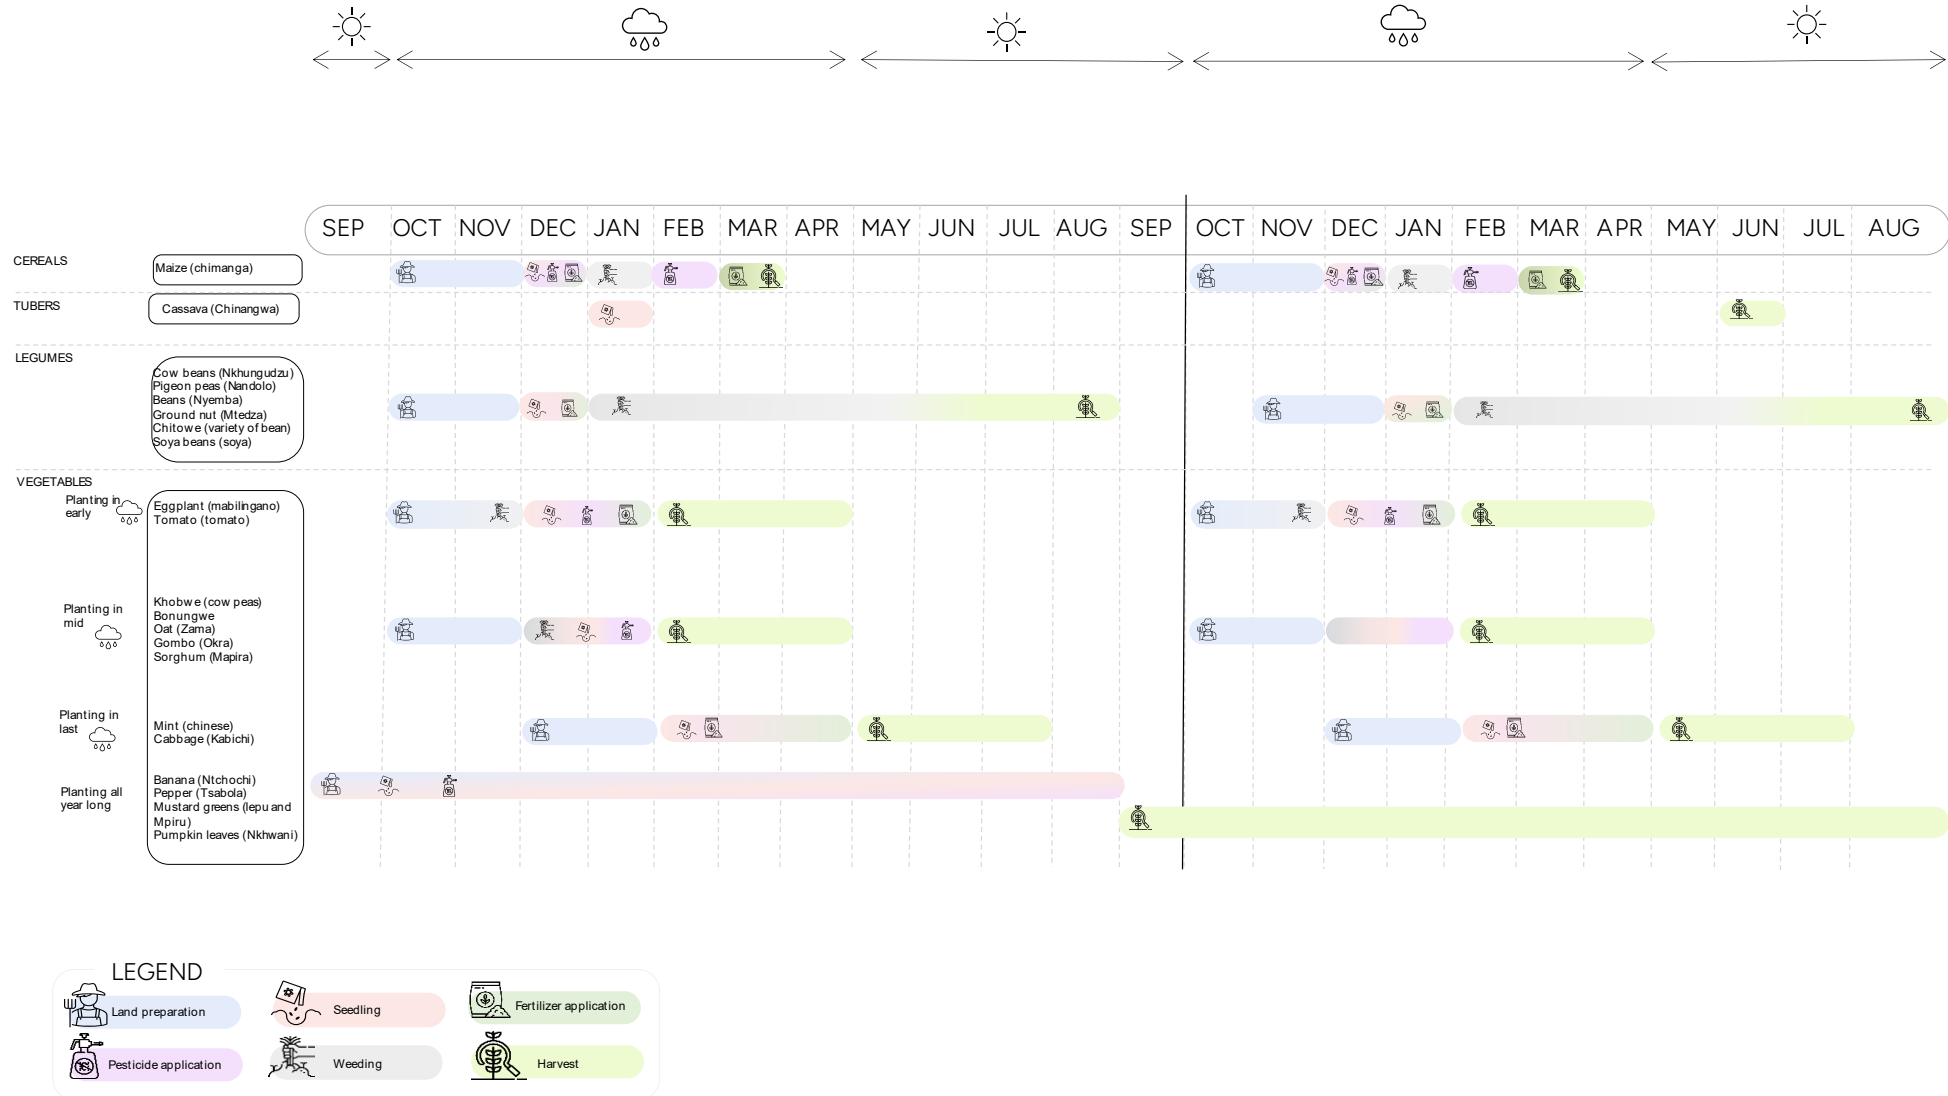 SEP OCT NOV DEC JAN FEB MAR APR MAY JUN JUL AUG SEP OCT NOV DEC JAN FEB MAR APR MAY JUN JUL AUG
CEREALS
Maize (chimanga)
TUBERS
Cassava (Chinangwa)
LEGUMES
Cow beans (Nkhungudzu)
Pigeon peas (Nandolo)
Beans (Nyemba)
Ground nut (Mtedza)
Chitowe (variety of bean)
Soya beans (soya)
VEGETABLES
Planting in
early
Eggplant (mabilingano)
Tomato (tomato)
Planting in
mid
Khobwe (cow peas)
Bonungwe
Oat (Zama)
Gombo (Okra)
Sorghum (Mapira)
Planting in
last
Mint (chinese)
Cabbage (Kabichi)
Planting all
year long
Banana (Ntchochi)
Pepper (Tsabola)
Mustard greens (lepu and
Mpiru)
Pumpkin leaves (Nkhwani)
LEGEND
Land preparation
Seedling
Fertilizer application
Pesticide application
Weeding
Harvest